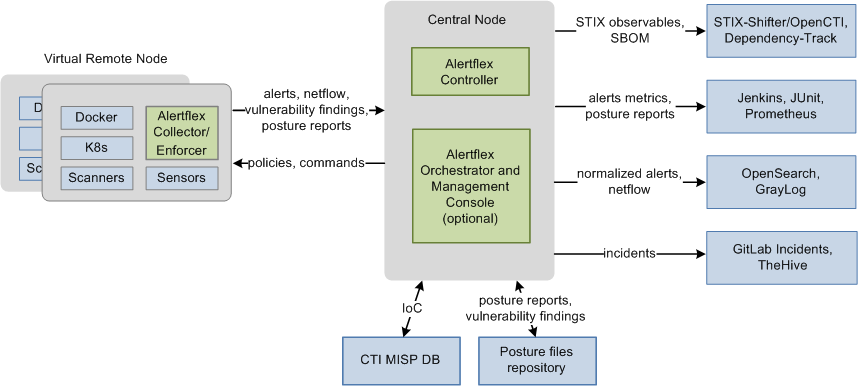 Virtual Remote Node
Docker
K8s
Scanners
Alertflex
Collector/
Enforcer
Sensors
alerts, netflow,
vulnerability findings,
posture reports
policies, commands
Central Node
Alertflex
Controller
Alertflex
Orchestrator and
Management
Console
(optional)
STIX observables,
SBOM
STIX-Shifter/OpenCTI,
Dependency-Track
alerts metrics,
posture reports
Jenkins, JUnit,
Prometheus
normalized alerts,
netflow
OpenSearch,
GrayLog
incidents
GitLab Incidents,
TheHive
IoC
posture reports,
vulnerability findings
CTI MISP DB
Posture files
repository